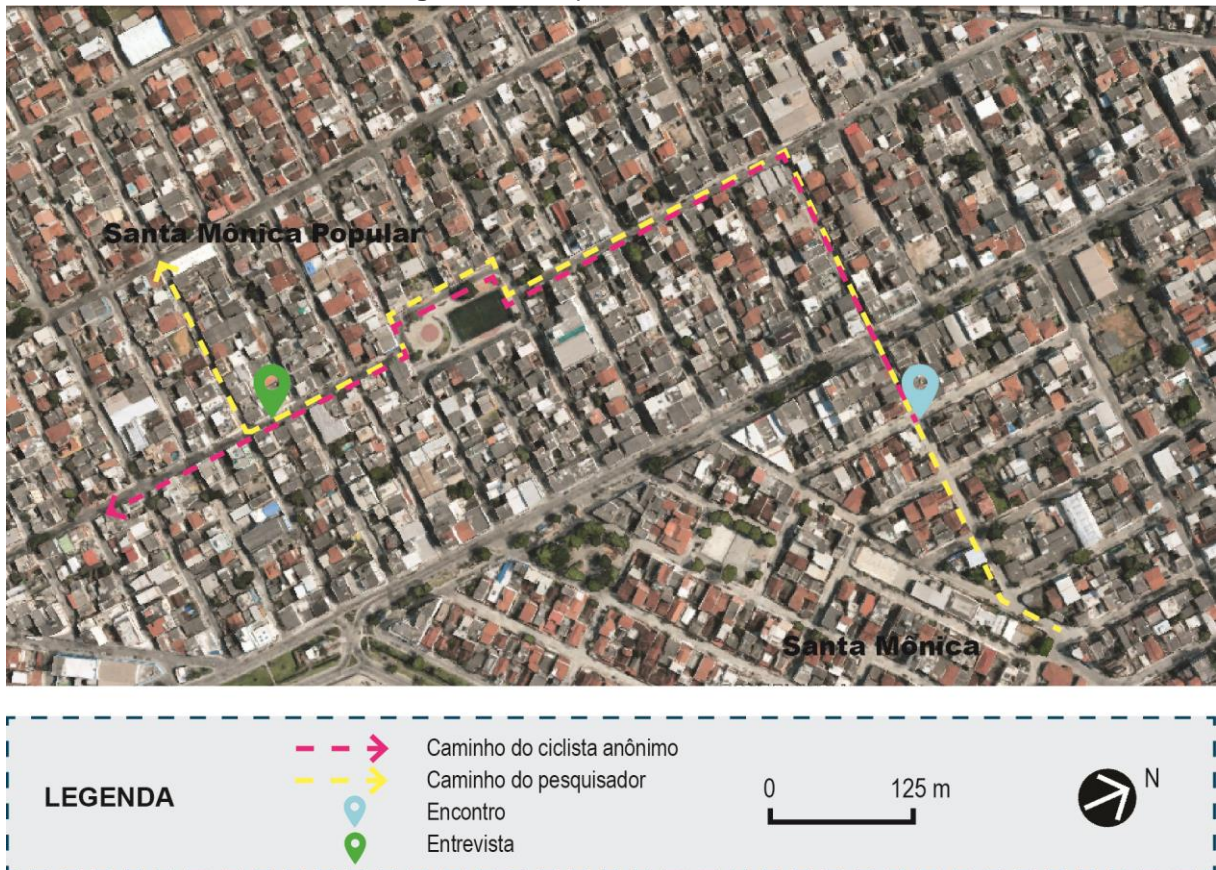 Santa Mônica Popular
Santa Mônica
LEGENDA
Caminho do ciclista anônimo
Caminho do pesquisador
Encontro
Entrevista
0 125 m
N